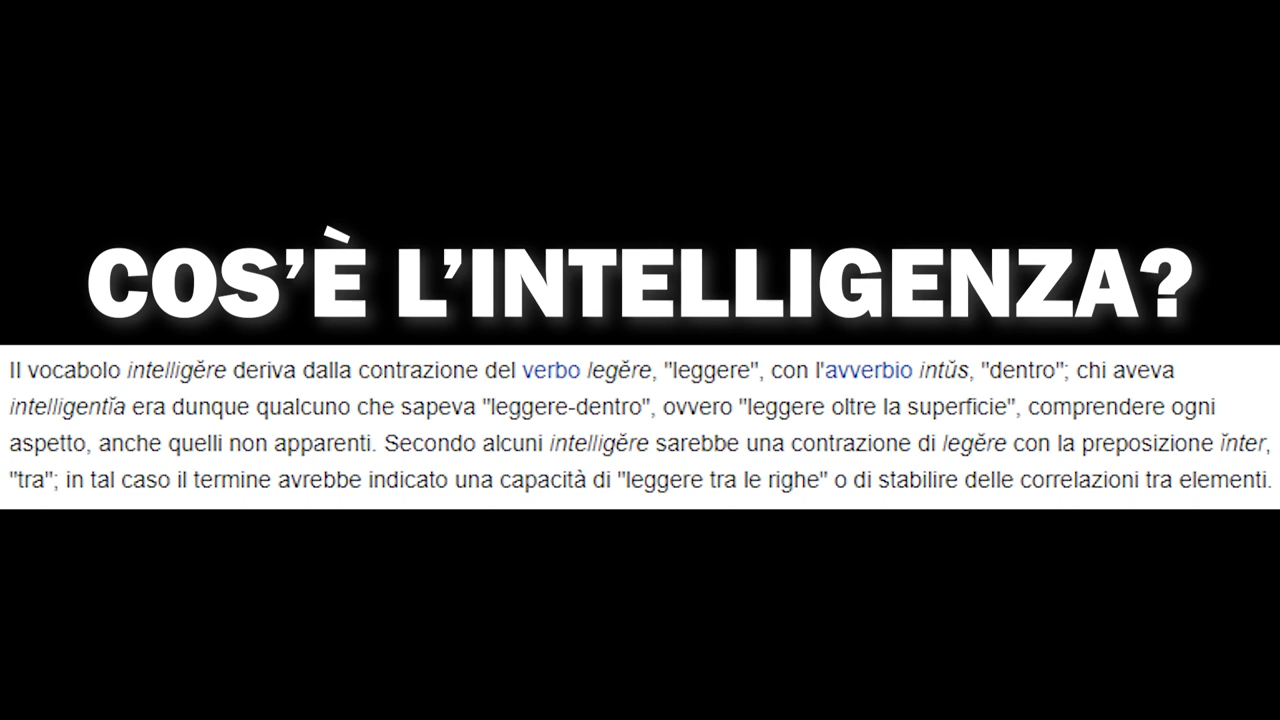 COS’È L’INTELLIGENZA?
Il vocabolo intelligĕre deriva dalla contrazione del verbo legĕre, "leggere", con l'avverbio intŭs, "dentro"; chi aveva
intelligentĭa era dunque qualcuno che sapeva "leggere-dentro", ovvero "leggere oltre la superficie", comprendere ogni
aspetto, anche quelli non apparenti. Secondo alcuni intelligĕre sarebbe una contrazione di legĕre con la preposizione ĭnter,
"tra"; in tal caso il termine avrebbe indicato una capacità di "leggere tra le righe" o di stabilire delle correlazioni tra elementi.